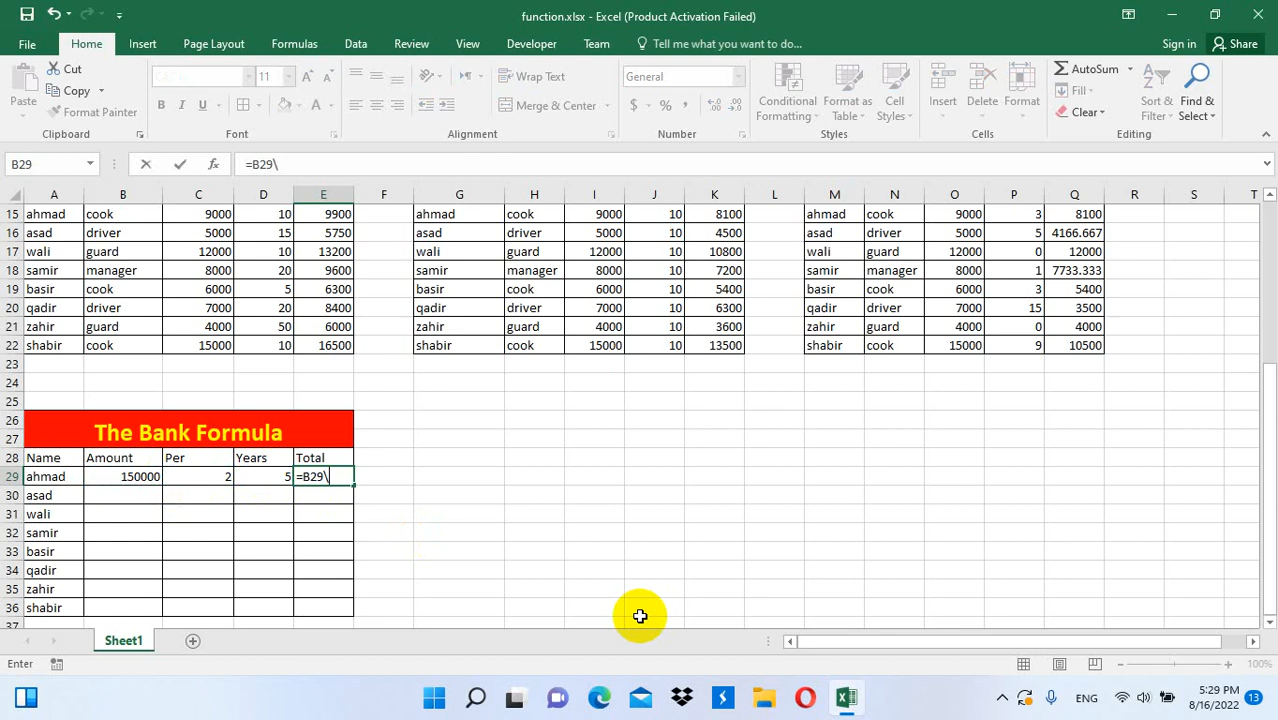 function.xlsx - Excel (Product Activation Failed)
File Home Insert Page Layout Formulas Data Review View Developer Team Tell me what you want to do... Sign in Share
Paste Cut Copy Format Painter Clipboard
11 B I U A A A Font
Wrap Text Merge & Center Alignment
General $ % , Number
Conditional Formatting Format as Table Cell Styles Styles
Insert Delete Format Cells
AutoSum Fill Clear Sort & Filter Find & Select Editing
B29 fx =B29\
A B C D E F G H I J K L M N O P Q R S T
15 ahmad cook 9000 10 9900 ahmad cook 9000 10 8100 ahmad cook 9000 3 8100
16 asad driver 5000 15 5750 asad driver 5000 10 4500 asad driver 5000 5 4166.667
17 wali guard 12000 10 13200 wali guard 12000 10 10800 wali guard 12000 0 12000
18 samir manager 8000 20 9600 samir manager 8000 10 7200 samir manager 8000 1 7733.333
19 basir cook 6000 5 6300 basir cook 6000 10 5400 basir cook 6000 3 5400
20 qadir driver 7000 20 8400 qadir driver 7000 10 6300 qadir driver 7000 15 3500
21 zahir guard 4000 50 6000 zahir guard 4000 10 3600 zahir guard 4000 0 4000
22 shabir cook 15000 10 16500 shabir cook 15000 10 13500 shabir cook 15000 9 10500
23
24
25
26
The Bank Formula
27
28 Name Amount Per Years Total
29 ahmad 150000 2 5 =B29\
30 asad
31 wali
32 samir
33 basir
34 qadir
35 zahir
36 shabir
37
Sheet1
Enter 100%
ENG 5:29 PM 8/16/2022 13